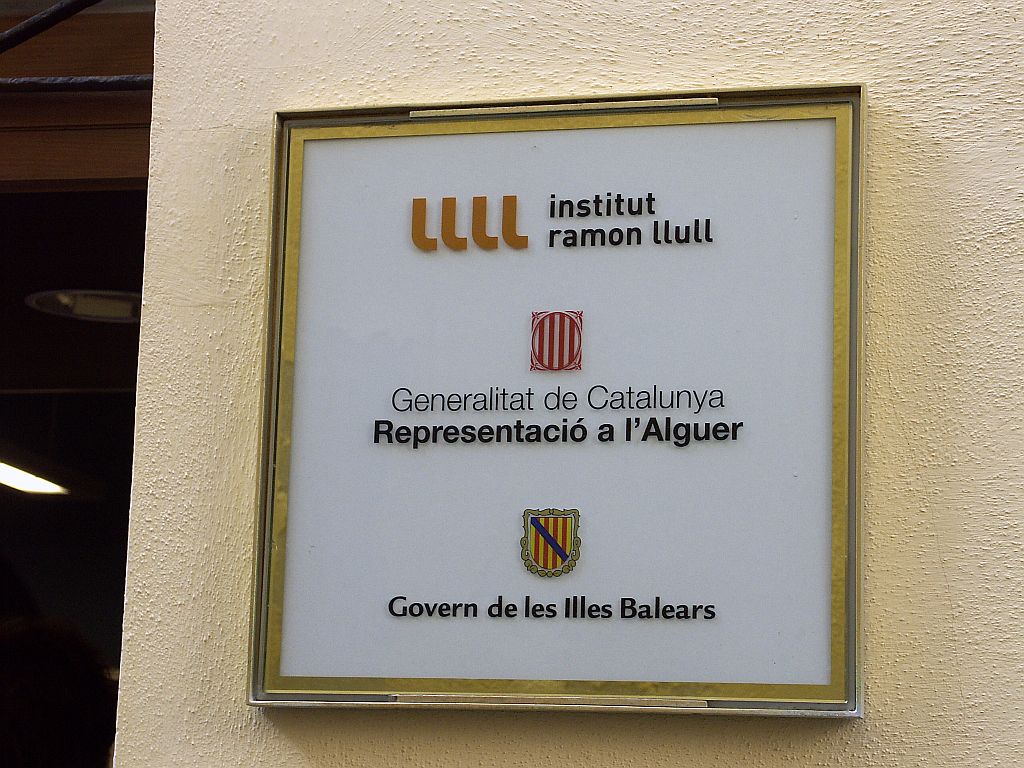 llll institut
ramon llull
Generalitat de Catalunya
Representació a l'Alguer
Govern de les Illes Balears